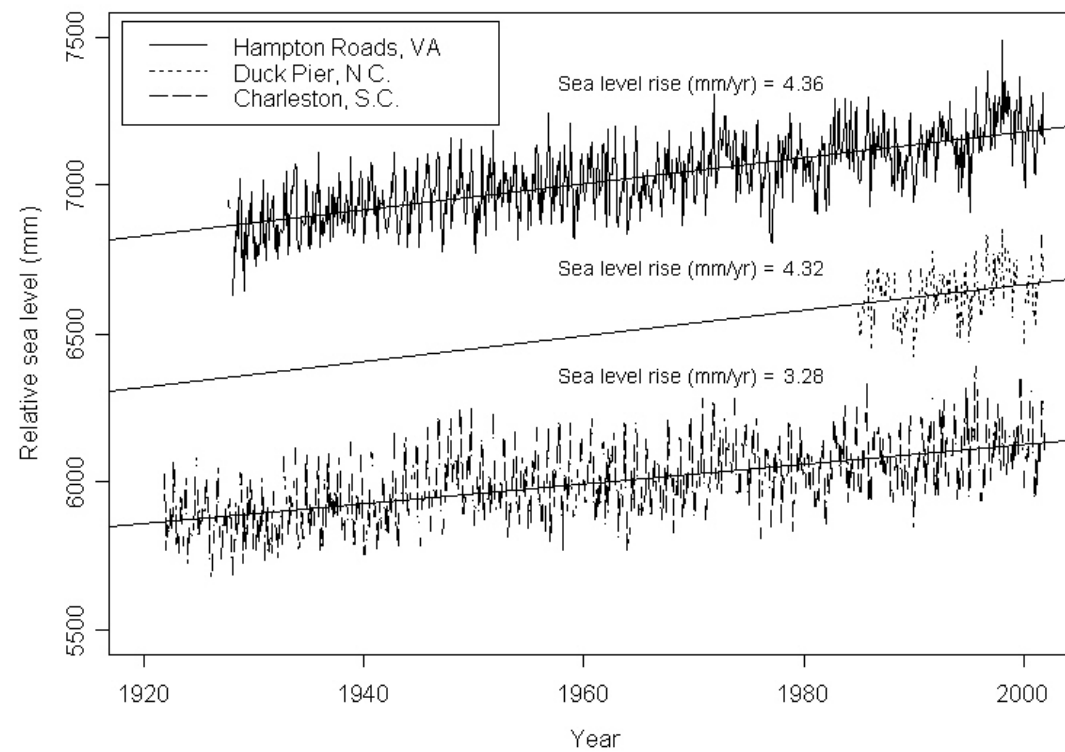 Hampton Roads, VA
Duck Pier, N.C.
Charleston, S.C.
Sea level rise (mm/yr) = 4.36
Sea level rise (mm/yr) = 4.32
Sea level rise (mm/yr) = 3.28
Relative sea level (mm)
7500
7000
6500
6000
5500
1920 1940 1960 1980 2000
Year